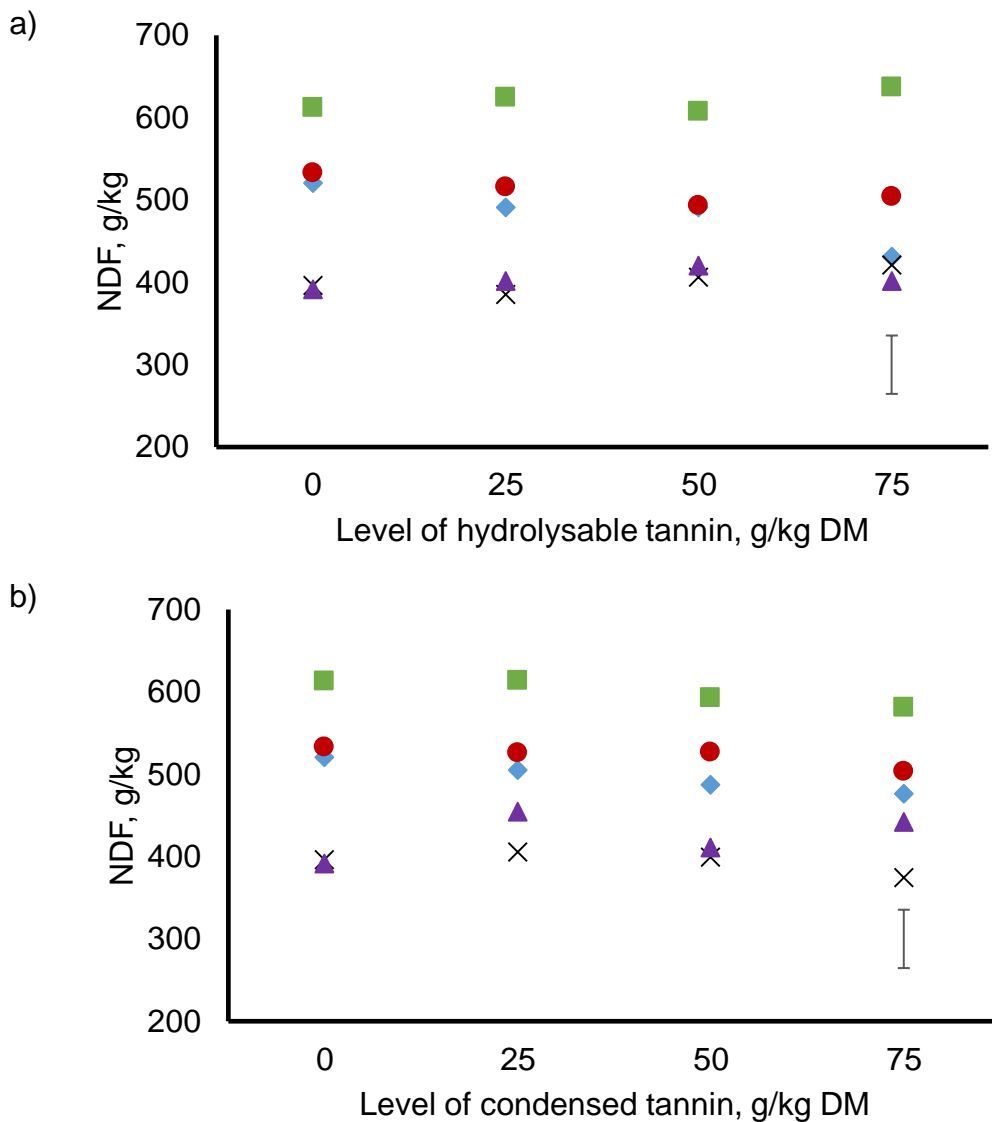 a)
700
600
500
400
300
200
NDF, g/kg
0 25 50 75
Level of hydrolysable tannin, g/kg DM
b)
700
600
500
400
300
200
NDF, g/kg
0 25 50 75
Level of condensed tannin, g/kg DM